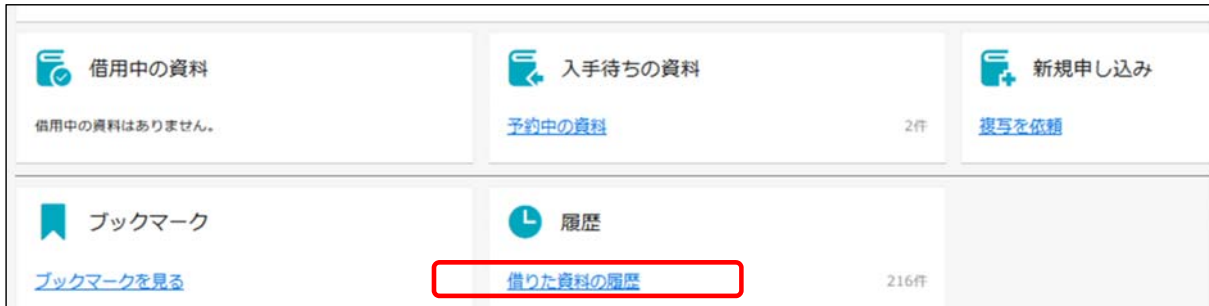 借用中の資料
入手待ちの資料
新規申し込み
借用中の資料はありません。
予約中の資料 2件
複写を依頼
ブックマーク
履歴
ブックマークを見る
借りた資料の履歴 216件